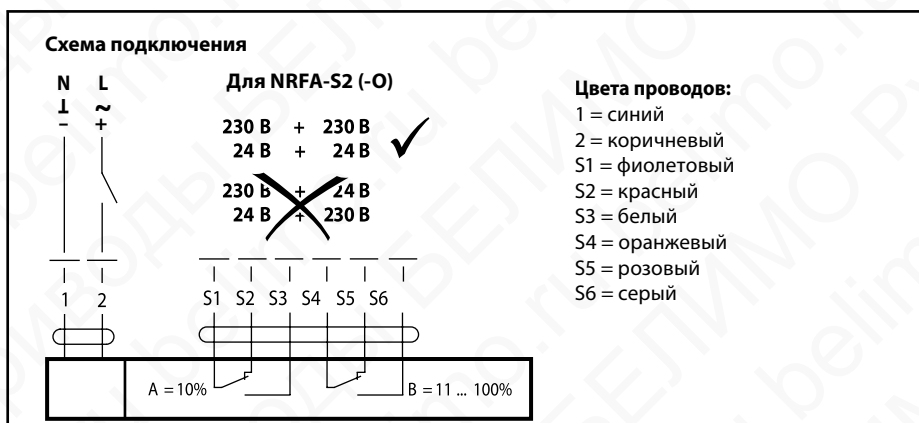 Схема подключения
N L
Для NRFA-S2 (-O)
⊥ ~
- +
230 В + 230 В
24 В + 24 В
230 В + 24 В
24 В + 230 В
1 2 S1 S2 S3 S4 S5 S6
A = 10% B = 11 ... 100%
Цвета проводов:
1 = синий
2 = коричневый
S1 = фиолетовый
S2 = красный
S3 = белый
S4 = оранжевый
S5 = розовый
S6 = серый